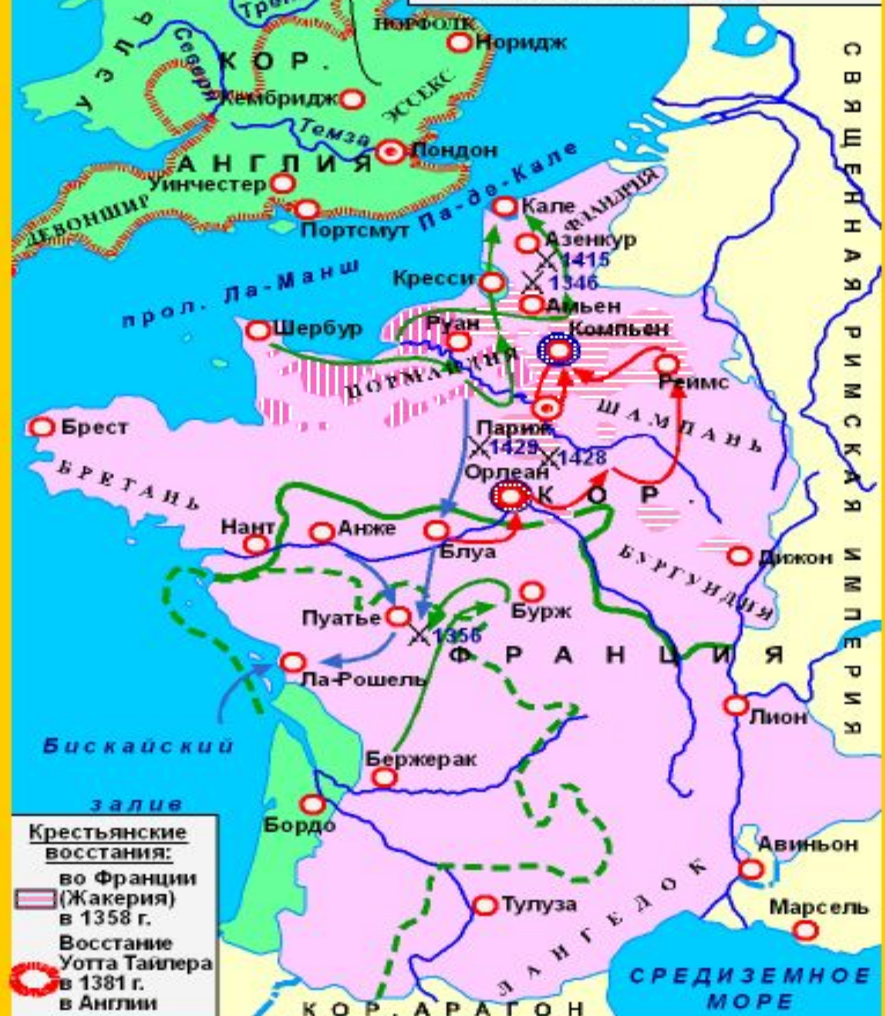 УЭЛЬ
Северн
Трент
КОР.
АНГЛИЯ
НОРФОЛК
Норидж
Кембридж
ЭССЕКС
Темза
Лондон
Уинчестер
ДЕВОНШИР
Портсмут
Па-де-Кале
прол. Ла-Манш
Кале
ФЛАНДРИЯ
Азенкур
1415
Кресси
1346
Амьен
Шербур
Руан
Компьен
НОРМАНДИЯ
Реймс
Париж
ШАМПАНЬ
Брест
1429
1428
Орлеан
БРЕТАНЬ
КОР.
ФРАНЦИЯ
Нант
Анже
Блуа
БУРГУНДИЯ
Дижон
Пуатье
1356
Бурж
Ла-Рошель
Лион
Бискайский
залив
Бержерак
Бордо
Авиньон
Тулуза
ЛАНГЕДОК
Марсель
СРЕДИЗЕМНОЕ
МОРЕ
КОР. АРАГОН
СВЯЩЕННАЯ РИМСКАЯ ИМПЕРИЯ
Крестьянские
восстания:
во Франции
(Жакерия)
в 1358 г.
Восстание
Уотта Тайлера
в 1381 г.
в Англии